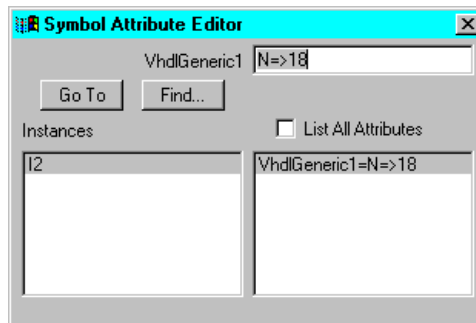 Symbol Attribute Editor
VhdlGeneric1 N=>18
Go To Find...
Instances List All Attributes
I2 VhdlGeneric1=N=>18